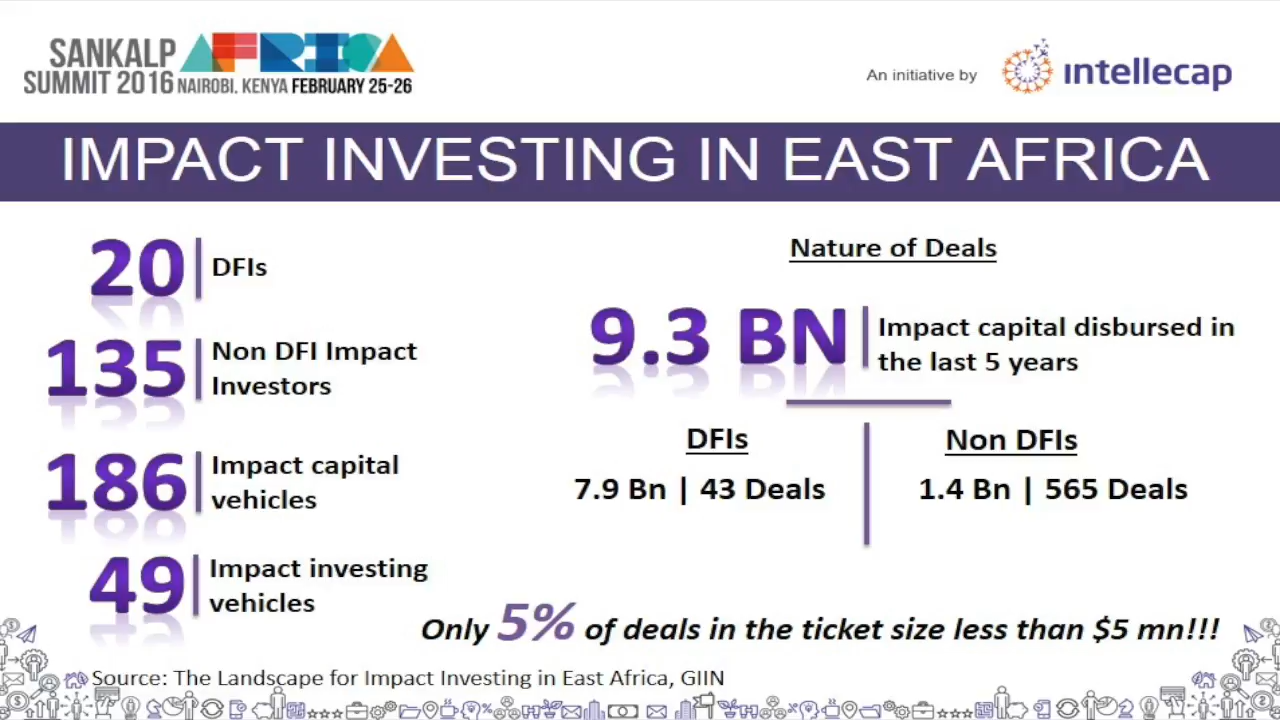 SANKALP AFRICA
SUMMIT 2016 NAIROBI. KENYA FEBRUARY 25-26
An initiative by intellecap
IMPACT INVESTING IN EAST AFRICA
20 DFIs
135 Non DFI Impact
Investors
186 Impact capital
vehicles
49 Impact investing
vehicles
Nature of Deals
9.3 BN Impact capital disbursed in
the last 5 years
DFIs
7.9 Bn | 43 Deals
Non DFIs
1.4 Bn | 565 Deals
Only 5% of deals in the ticket size less than $5 mn!!!
Source: The Landscape for Impact Investing in East Africa, GIIN